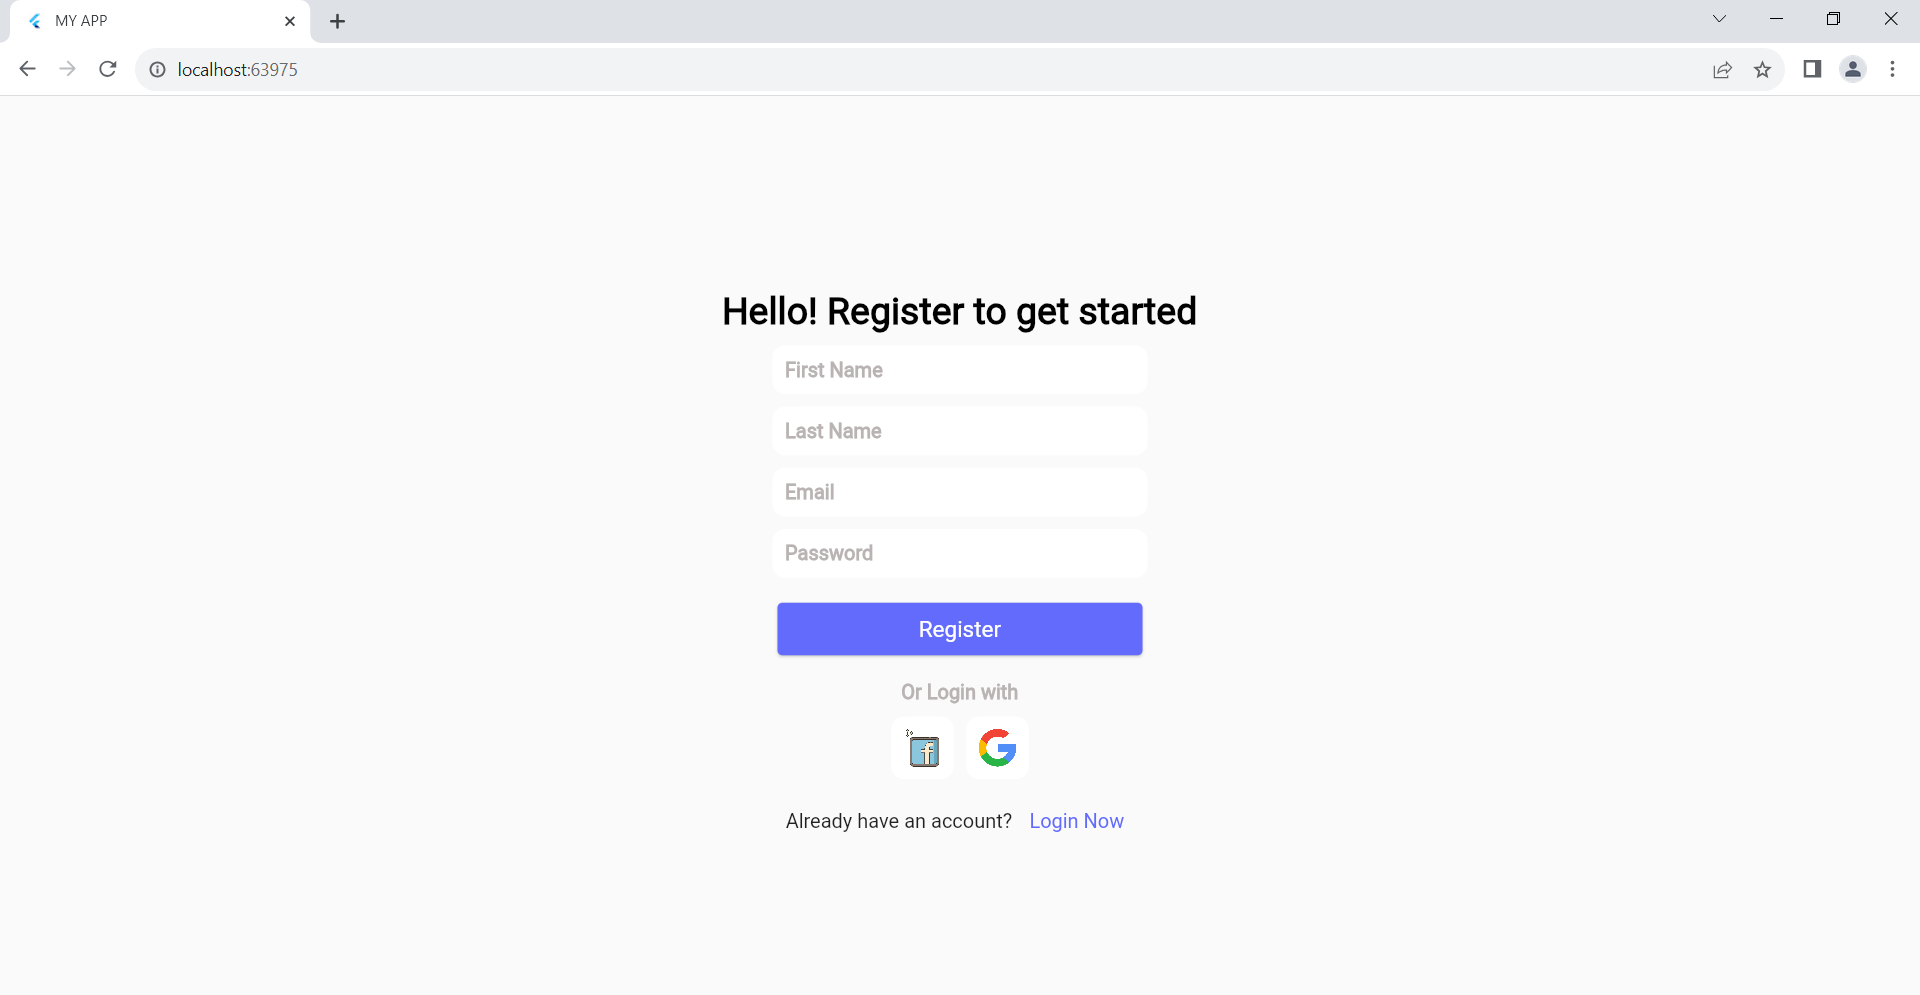 MY APP
localhost:63975
Hello! Register to get started
First Name
Last Name
Email
Password
Register
Or Login with
f
G
Already have an account? Login Now